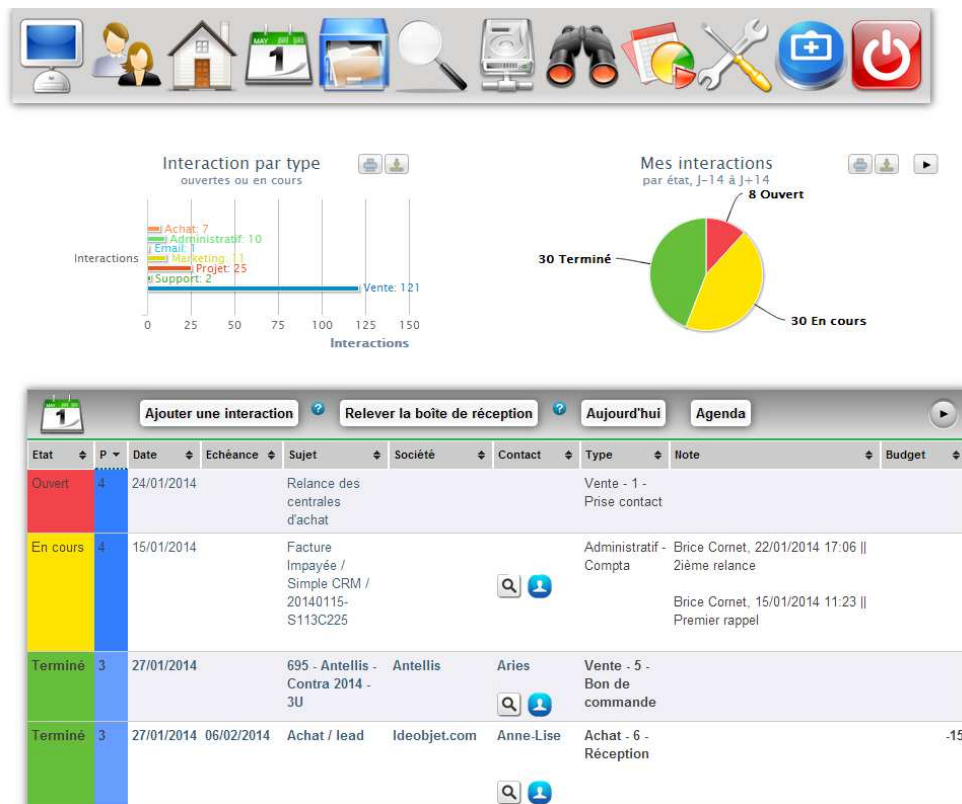 MAY
1
Interaction par type
ouvertes ou en cours
Achat: 7
Administratif: 10
Email: 1
Interactions
Marketing: 11
Projet: 25
Support: 2
Vente: 121
0 25 50 75 100 125 150
Interactions
Mes interactions
par état, J-14 à J+14
8 Ouvert
30 Terminé
30 En cours
1
Ajouter une interaction ? Relever la boîte de réception ? Aujourd'hui Agenda
Etat P Date Echéance Sujet Société Contact Type Note Budget
Ouvert 4 24/01/2014 Relance des Vente - 1 -
centrales Prise contact
d'achat
En cours 4 15/01/2014 Facture Administratif - Brice Cornet, 22/01/2014 17:06 ||
Impayée / Compta 2ième relance
Simple CRM /
20140115- Brice Cornet, 15/01/2014 11:23 ||
S113C225 Premier rappel
Terminé 3 27/01/2014 695 - Antellis - Antellis Aries Vente - 5 -
Contra 2014 - Bon de
3U commande
Terminé 3 27/01/2014 06/02/2014 Achat / lead Ideobjet.com Anne-Lise Achat - 6 - -15
Réception